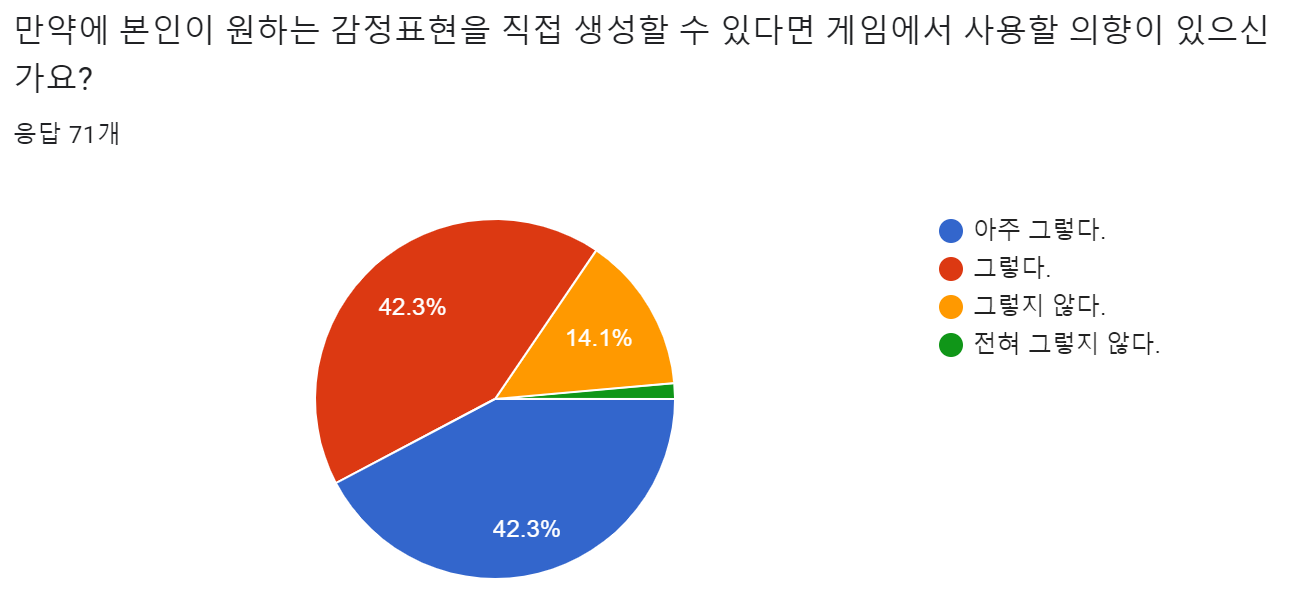 만약에 본인이 원하는 감정표현을 직접 생성할 수 있다면 게임에서 사용할 의향이 있으신
가요?
응답 71개
아주 그렇다.
그렇다.
그렇지 않다.
전혀 그렇지 않다.
42.3%
14.1%
42.3%